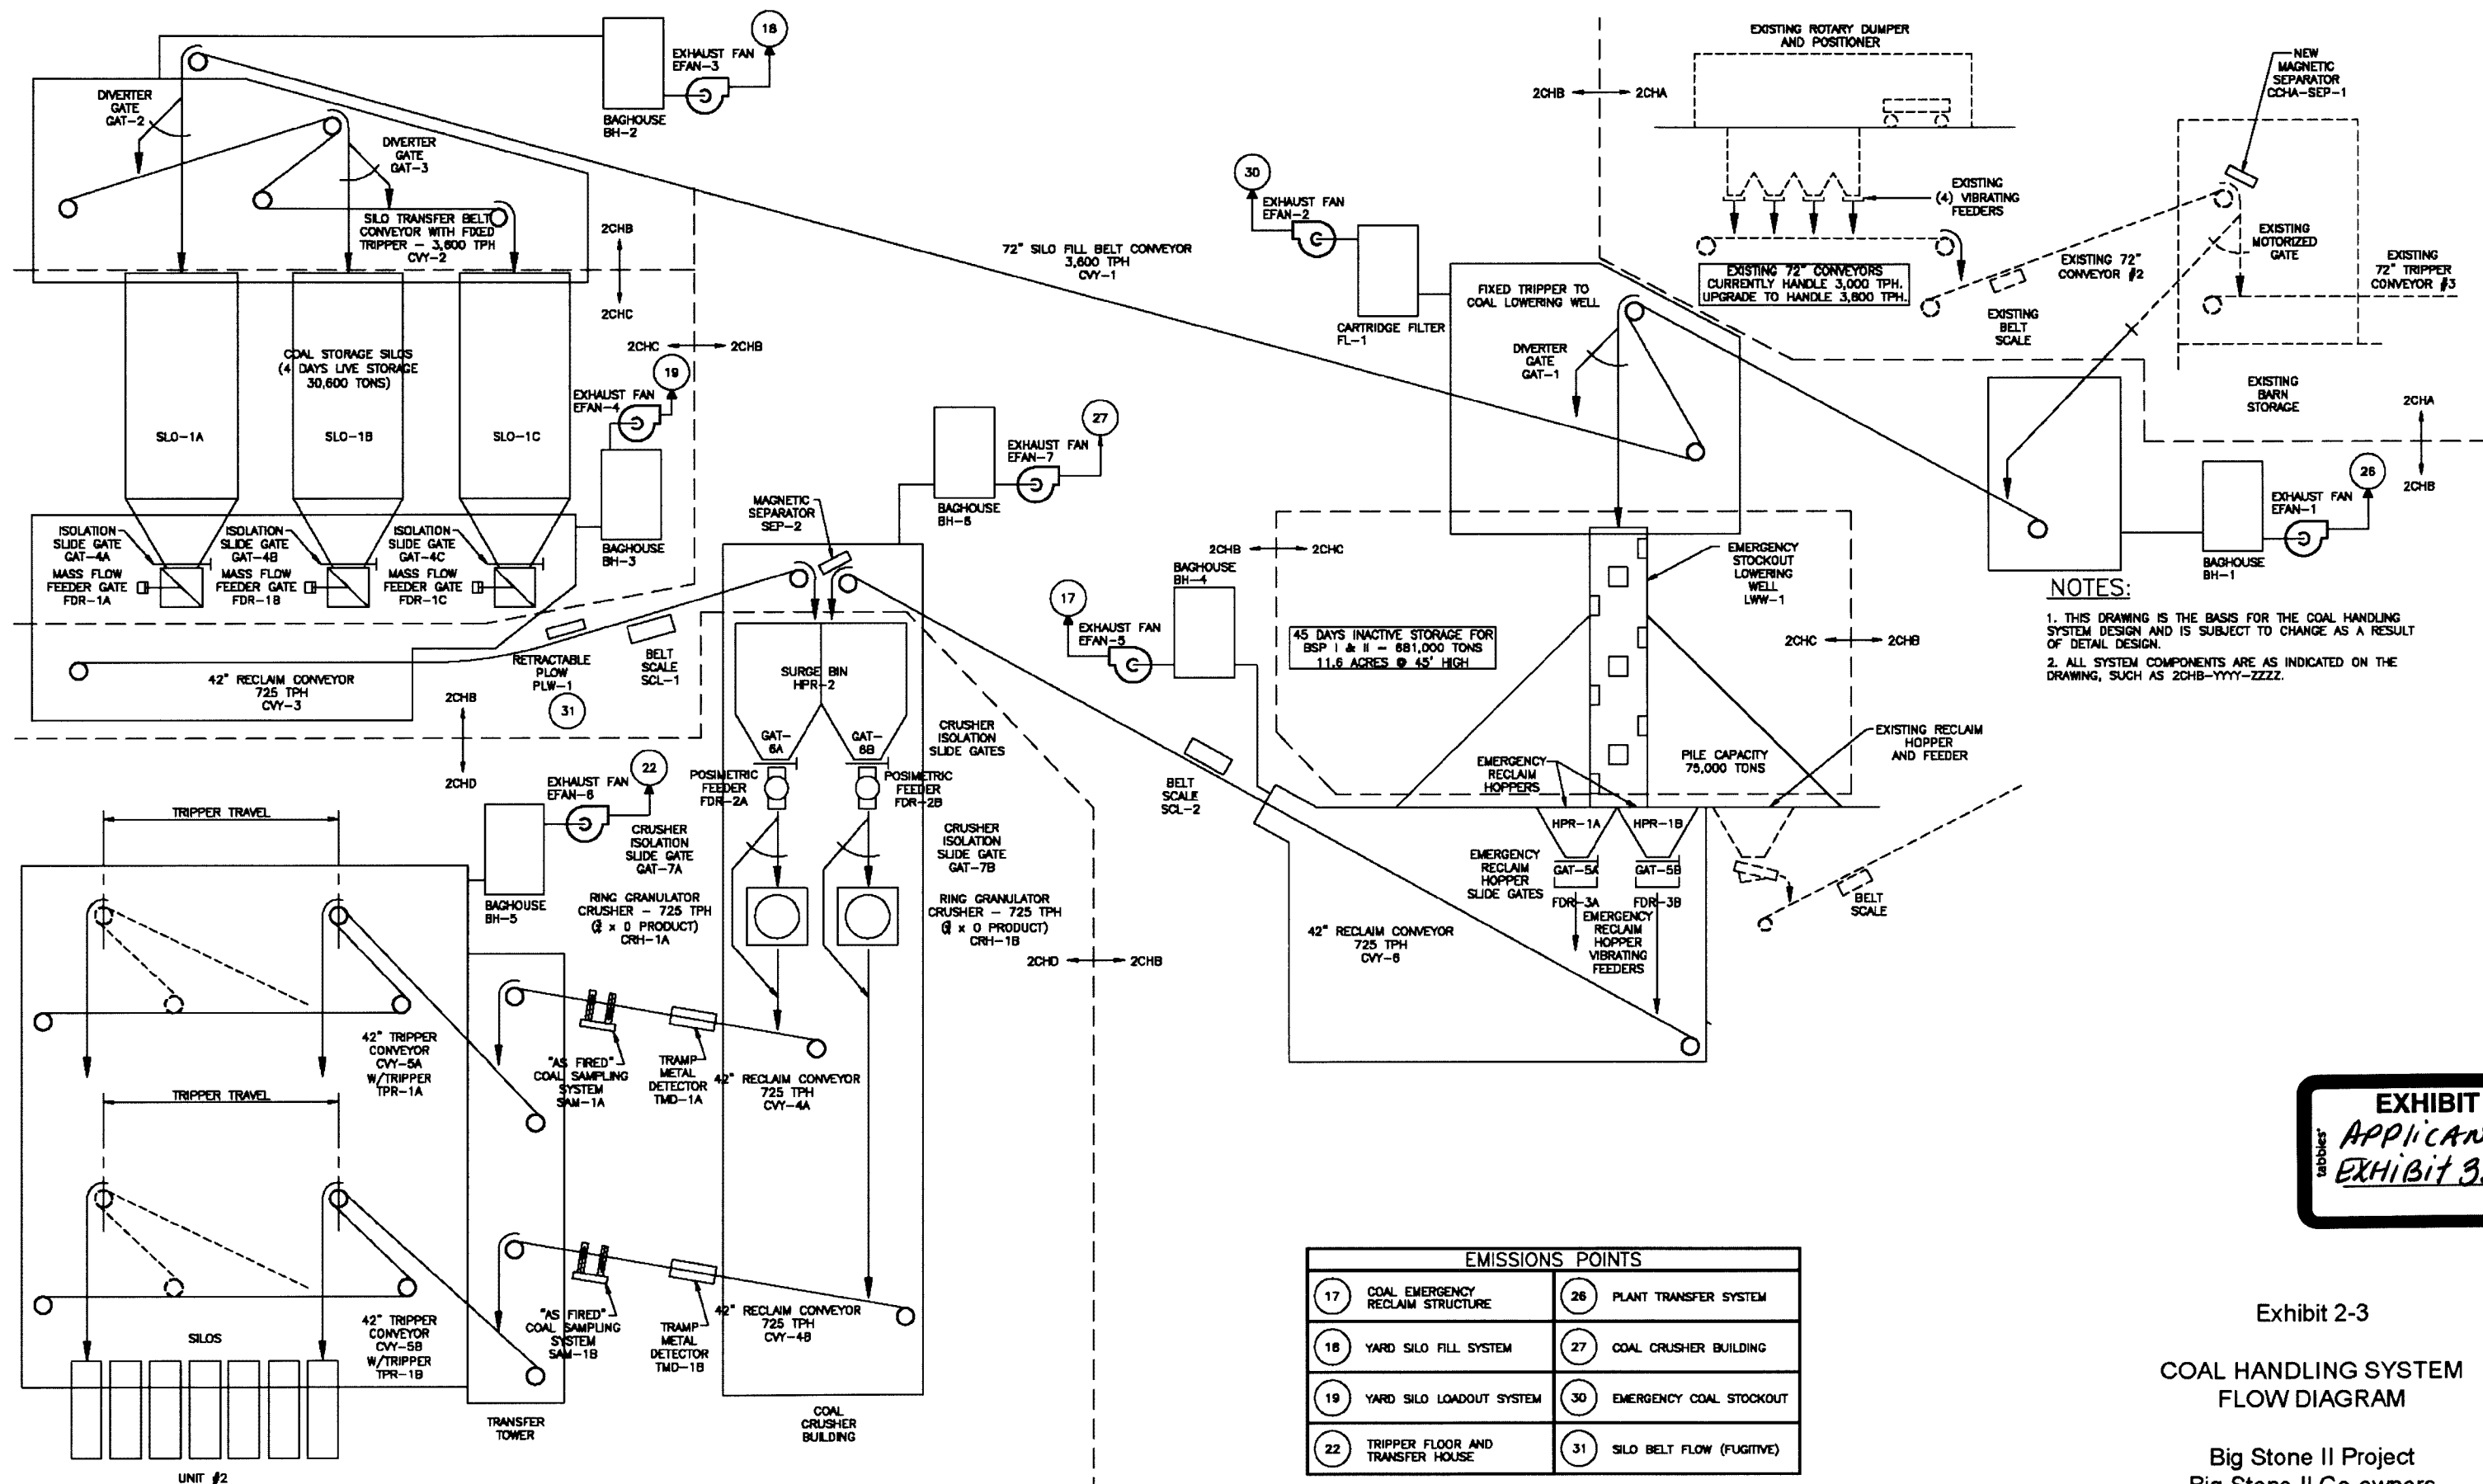 18
EXHAUST FAN
EFAN-3
BAGHOUSE
BH-2
DIVERTER
GATE
GAT-2
DIVERTER
GATE
GAT-3
SILO TRANSFER BELT
CONVEYOR WITH FIXED
TRIPPER - 3,600 TPH
CVY-2
2CHB
2CHC
2CHC
2CHB
72" SILO FILL BELT CONVEYOR
3,600 TPH
CVY-1
COAL STORAGE SILOS
(4 DAYS LIVE STORAGE
30,600 TONS)
SLO-1A
SLO-1B
SLO-1C
19
EXHAUST FAN
EFAN-4
BAGHOUSE
BH-3
ISOLATION
SLIDE GATE
GAT-4A
MASS FLOW
FEEDER GATE
FDR-1A
ISOLATION
SLIDE GATE
GAT-4B
MASS FLOW
FEEDER GATE
FDR-1B
ISOLATION
SLIDE GATE
GAT-4C
MASS FLOW
FEEDER GATE
FDR-1C
42" RECLAIM CONVEYOR
725 TPH
CVY-3
RETRACTABLE
PLOW
PLW-1
31
BELT
SCALE
SCL-1
2CHB
2CHD
27
EXHAUST FAN
EFAN-7
BAGHOUSE
BH-6
MAGNETIC
SEPARATOR
SEP-2
SURGE BIN
HPR-2
GAT-
6A
GAT-
6B
CRUSHER
ISOLATION
SLIDE GATES
POSIMETRIC
FEEDER
FDR-2A
POSIMETRIC
FEEDER
FDR-2B
CRUSHER
ISOLATION
SLIDE GATE
GAT-7A
CRUSHER
ISOLATION
SLIDE GATE
GAT-7B
RING GRANULATOR
CRUSHER - 725 TPH
x 0 PRODUCT)
CRH-1A
RING GRANULATOR
CRUSHER - 725 TPH
x 0 PRODUCT)
CRH-1B
2CHD
2CHB
22
EXHAUST FAN
EFAN-6
BAGHOUSE
BH-5
TRIPPER TRAVEL
42" TRIPPER
CONVEYOR
CVY-5A
W/TRIPPER
TPR-1A
TRIPPER TRAVEL
42" TRIPPER
CONVEYOR
CVY-5B
W/TRIPPER
TPR-1B
SILOS
UNIT #2
TRANSFER
TOWER
"AS FIRED"
COAL SAMPLING
SYSTEM
SAM-1A
TRAMP
METAL
DETECTOR
TMD-1A
42" RECLAIM CONVEYOR
725 TPH
CVY-4A
"AS FIRED"
COAL SAMPLING
SYSTEM
SAM-1B
TRAMP
METAL
DETECTOR
TMD-1B
42" RECLAIM CONVEYOR
725 TPH
CVY-4B
COAL
CRUSHER
BUILDING
2CHB
2CHA
EXISTING ROTARY DUMPER
AND POSITIONER
EXISTING
(4) VIBRATING
FEEDERS
EXISTING 72" CONVEYORS
CURRENTLY HANDLE 3,000 TPH.
UPGRADE TO HANDLE 3,600 TPH.
NEW
MAGNETIC
SEPARATOR
CCHA-SEP-1
EXISTING 72"
CONVEYOR #2
EXISTING
BELT
SCALE
EXISTING
MOTORIZED
GATE
EXISTING
72" TRIPPER
CONVEYOR #3
EXISTING
BARN
STORAGE
2CHA
2CHB
30
EXHAUST FAN
EFAN-2
CARTRIDGE FILTER
FL-1
FIXED TRIPPER TO
COAL LOWERING WELL
DIVERTER
GATE
GAT-1
26
EXHAUST FAN
EFAN-1
BAGHOUSE
BH-1
2CHB
2CHC
17
EXHAUST FAN
EFAN-5
BAGHOUSE
BH-4
45 DAYS INACTIVE STORAGE FOR
BSP I & II - 681,000 TONS
11.6 ACRES @ 45' HIGH
EMERGENCY
STOCKOUT
LOWERING
WELL
LWW-1
2CHC
2CHB
EMERGENCY
RECLAIM
HOPPERS
PILE CAPACITY
75,000 TONS
EXISTING RECLAIM
HOPPER
AND FEEDER
BELT
SCALE
SCL-2
HPR-1A
HPR-1B
EMERGENCY
RECLAIM
HOPPER
SLIDE GATES
GAT-5A
GAT-5B
FDR-3A
FDR-3B
EMERGENCY
RECLAIM
HOPPER
VIBRATING
FEEDERS
BELT
SCALE
42" RECLAIM CONVEYOR
725 TPH
CVY-6
NOTES:
1. THIS DRAWING IS THE BASIS FOR THE COAL HANDLING
SYSTEM DESIGN AND IS SUBJECT TO CHANGE AS A RESULT
OF DETAIL DESIGN.
2. ALL SYSTEM COMPONENTS ARE AS INDICATED ON THE
DRAWING, SUCH AS 2CHB-YYYY-ZZZZ.
EXHIBIT
tabbies'
APPliCAN
EXHiBit 3
EMISSIONS POINTS
17 COAL EMERGENCY
RECLAIM STRUCTURE
26 PLANT TRANSFER SYSTEM
18 YARD SILO FILL SYSTEM
27 COAL CRUSHER BUILDING
19 YARD SILO LOADOUT SYSTEM
30 EMERGENCY COAL STOCKOUT
22 TRIPPER FLOOR AND
TRANSFER HOUSE
31 SILO BELT FLOW (FUGITIVE)
Exhibit 2-3
COAL HANDLING SYSTEM
FLOW DIAGRAM
Big Stone II Project
Big Stone II Co-owners